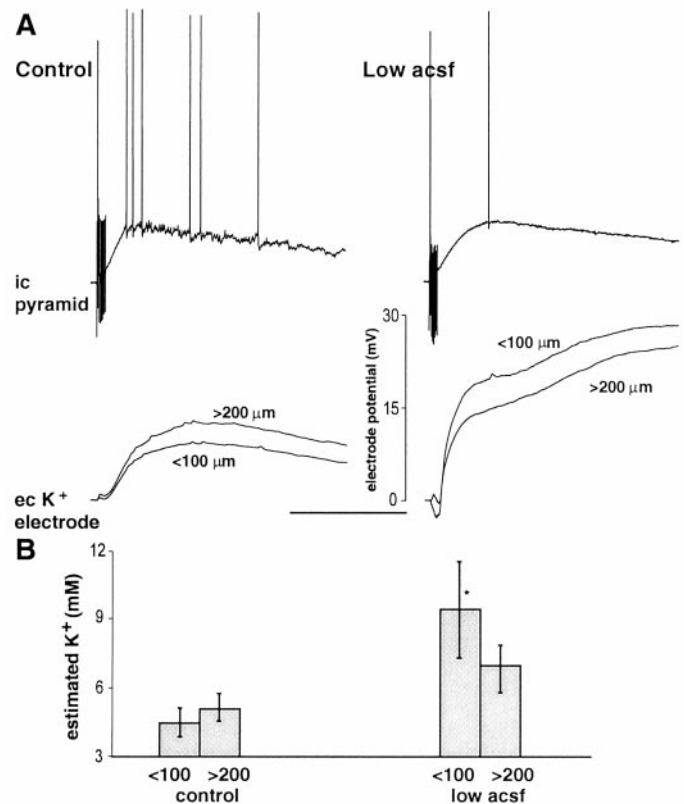 A
Control
Low acsf
ic
pyramid
30
15
0
electrode potential (mV)
<100 µm
>200 µm
>200 µm
<100 µm
ec K+
electrode
B
12
9
6
3
estimated K+ (mM)
*
<100 >200
control
<100 >200
low acsf